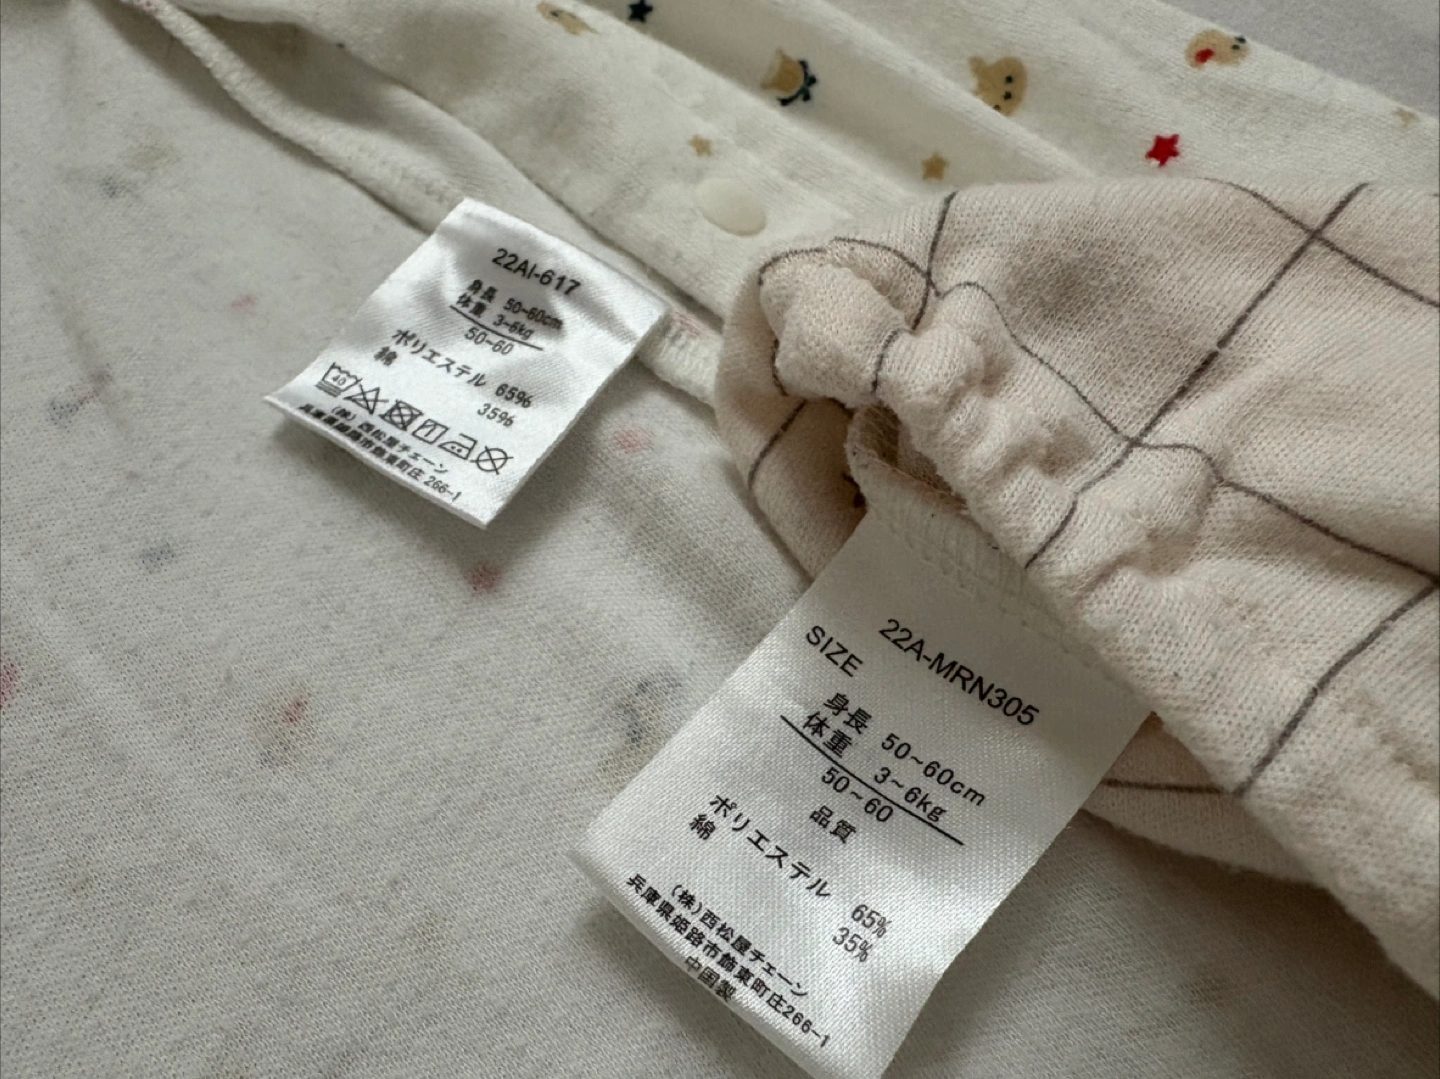 22AI-617
身長 50~60cm
体重 3~6kg
50~60
ポリエステル 65%
綿 35%
40
(株)西松屋チェーン
兵庫県姫路市飾東町庄 266-1
22A-MRN305
SIZE
身長 50~60cm
体重 3~6kg
50~60
品質
ポリエステル 65%
綿 35%
(株)西松屋チェーン
兵庫県姫路市飾東町庄266-1
中国製